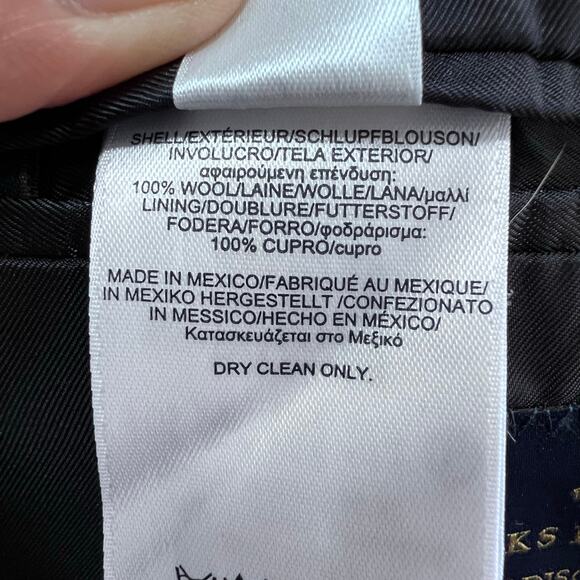 SHELL/EXTÉRIEUR/SCHLUPFBLOUSON/
INVOLUCRO/TELA EXTERIOR/
αφαιρούμενη επένδυση:
100% WOOL/LAINE/WOLLE/LANA/μαλλί
LINING/DOUBLURE/FUTTERSTOFF/
FODERA/FORRO/φοδράρισμα:
100% CUPRO/cupro
MADE IN MEXICO/FABRIQUÉ AU MEXIQUE/
IN MEXIKO HERGESTELLT /CONFEZIONATO
IN MESSICO/HECHO EN MÉXICO/
Κατασκευάζεται στο Μεξικό
DRY CLEAN ONLY.